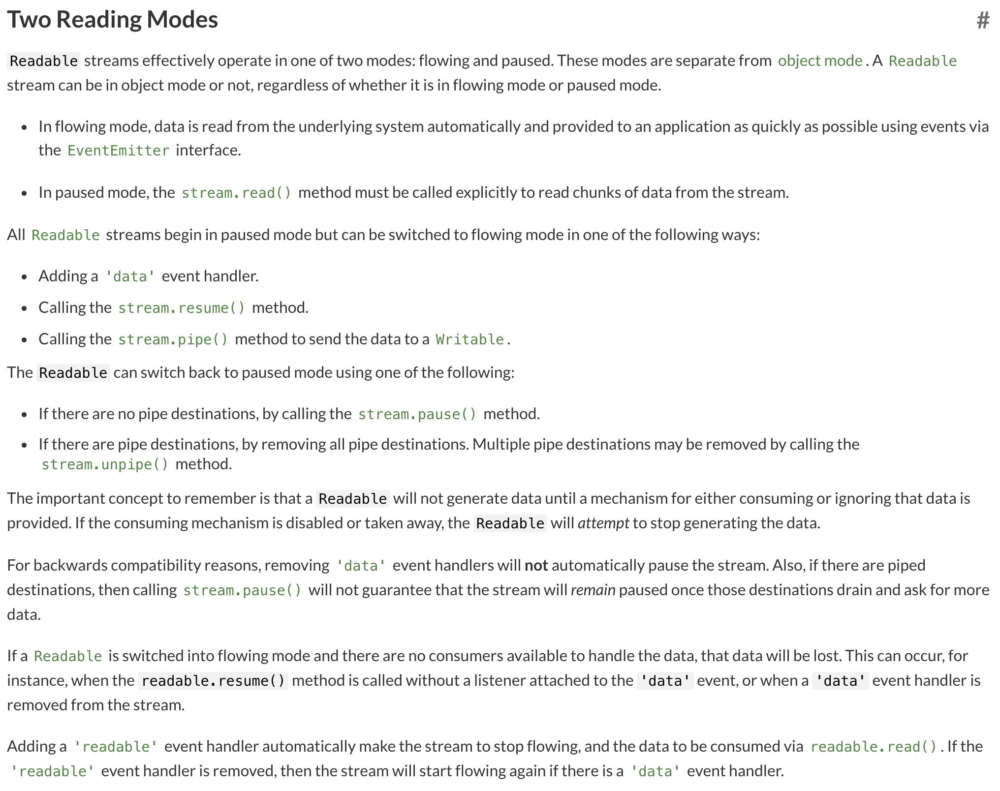 Two Reading Modes #
Readable streams effectively operate in one of two modes: flowing and paused. These modes are separate from object mode. A Readable
stream can be in object mode or not, regardless of whether it is in flowing mode or paused mode.
• In flowing mode, data is read from the underlying system automatically and provided to an application as quickly as possible using events via
the EventEmitter interface.
• In paused mode, the stream.read() method must be called explicitly to read chunks of data from the stream.
All Readable streams begin in paused mode but can be switched to flowing mode in one of the following ways:
• Adding a 'data' event handler.
• Calling the stream.resume() method.
• Calling the stream.pipe() method to send the data to a Writable.
The Readable can switch back to paused mode using one of the following:
• If there are no pipe destinations, by calling the stream.pause() method.
• If there are pipe destinations, by removing all pipe destinations. Multiple pipe destinations may be removed by calling the
stream.unpipe() method.
The important concept to remember is that a Readable will not generate data until a mechanism for either consuming or ignoring that data is
provided. If the consuming mechanism is disabled or taken away, the Readable will attempt to stop generating the data.
For backwards compatibility reasons, removing 'data' event handlers will not automatically pause the stream. Also, if there are piped
destinations, then calling stream.pause() will not guarantee that the stream will remain paused once those destinations drain and ask for more
data.
If a Readable is switched into flowing mode and there are no consumers available to handle the data, that data will be lost. This can occur, for
instance, when the readable.resume() method is called without a listener attached to the 'data' event, or when a 'data' event handler is
removed from the stream.
Adding a 'readable' event handler automatically make the stream to stop flowing, and the data to be consumed via readable.read(). If the
'readable' event handler is removed, then the stream will start flowing again if there is a 'data' event handler.